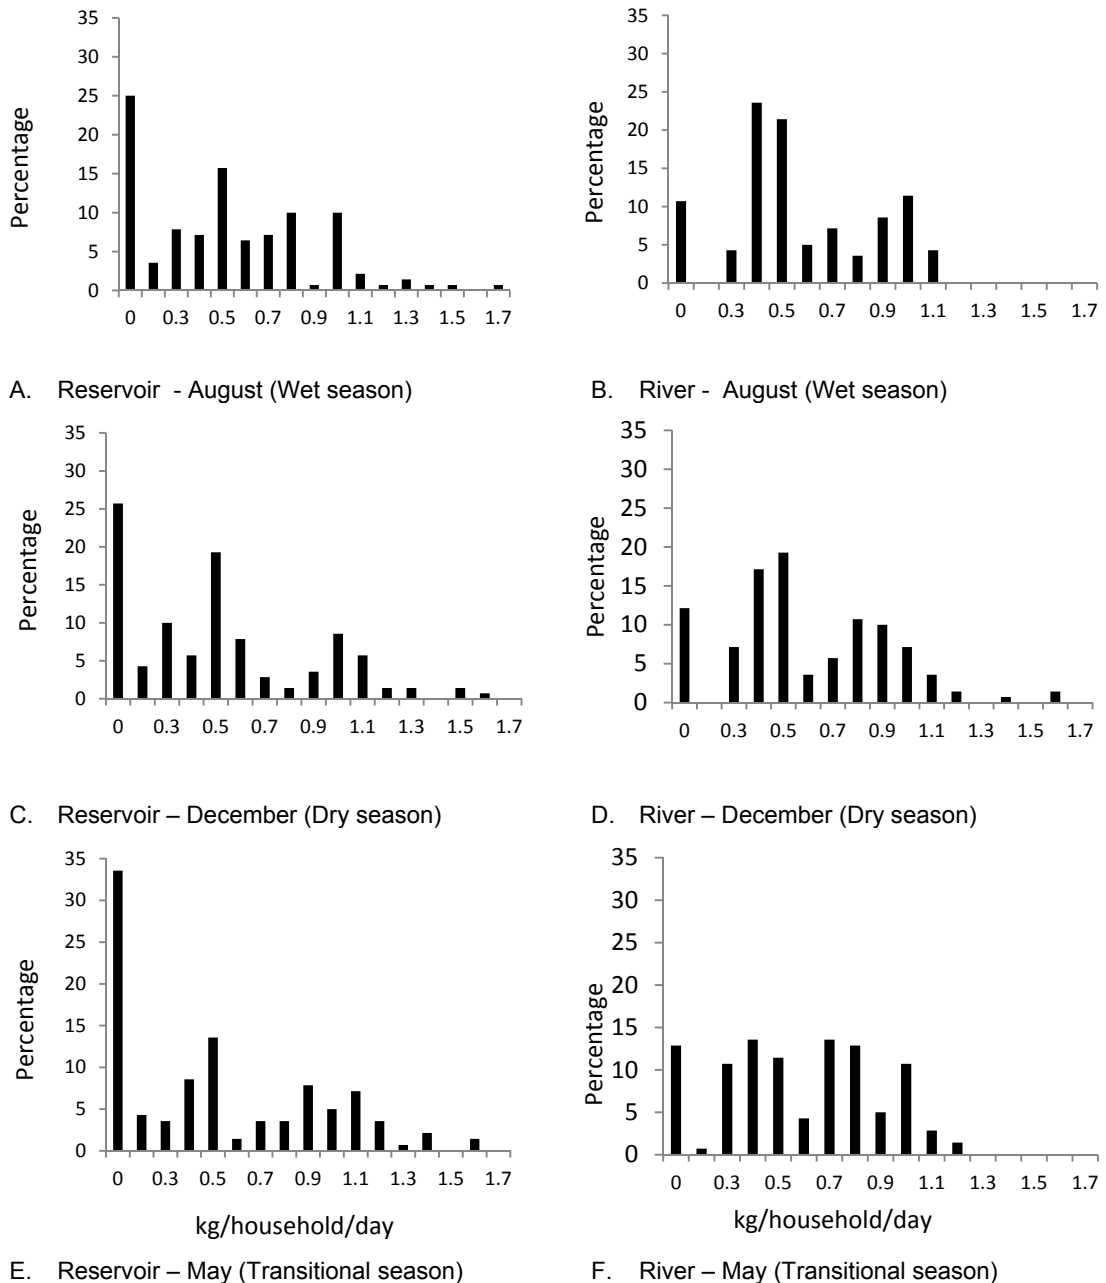 35
30
25
20
15
10
5
0
Percentage
0 0.3 0.5 0.7 0.9 1.1 1.3 1.5 1.7
35
30
25
20
15
10
5
0
Percentage
0 0.3 0.5 0.7 0.9 1.1 1.3 1.5 1.7
A. Reservoir - August (Wet season)
B. River - August (Wet season)
35
30
25
20
15
10
5
0
Percentage
0 0.3 0.5 0.7 0.9 1.1 1.3 1.5 1.7
35
30
25
20
15
10
5
0
Percentage
0 0.3 0.5 0.7 0.9 1.1 1.3 1.5 1.7
C. Reservoir – December (Dry season)
D. River – December (Dry season)
35
30
25
20
15
10
5
0
Percentage
0 0.3 0.5 0.7 0.9 1.1 1.3 1.5 1.7
kg/household/day
35
30
25
20
15
10
5
0
Percentage
0 0.3 0.5 0.7 0.9 1.1 1.3 1.5 1.7
kg/household/day
E. Reservoir – May (Transitional season)
F. River – May (Transitional season)